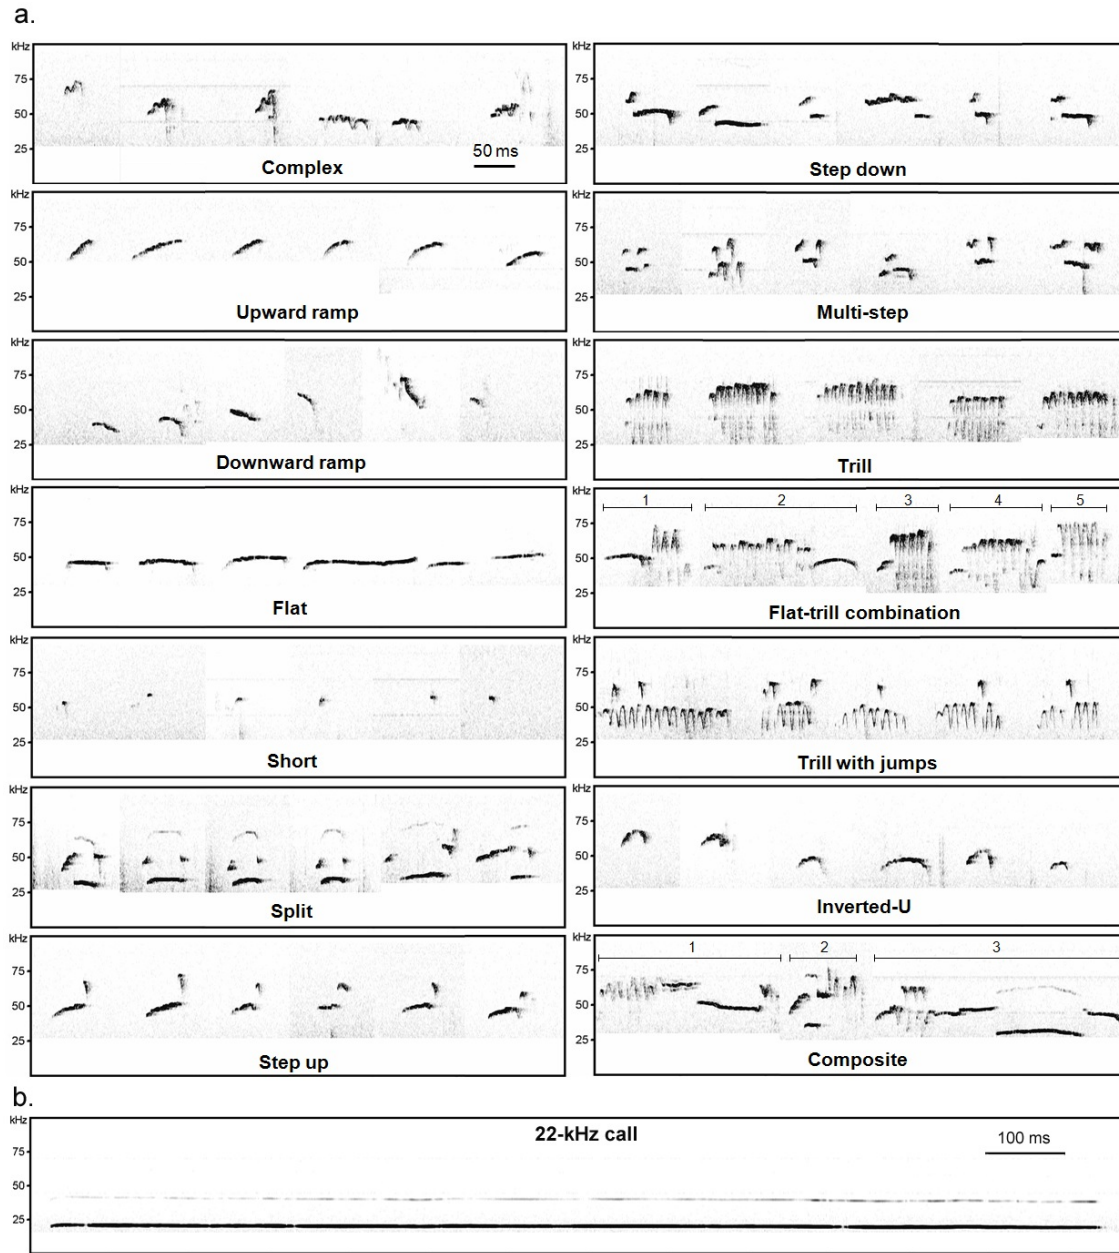 a.
kHz
75
50
25
Complex
50 ms
kHz
75
50
25
Step down
kHz
75
50
25
Upward ramp
kHz
75
50
25
Multi-step
kHz
75
50
25
Downward ramp
kHz
75
50
25
Trill
kHz
75
50
25
Flat
kHz
75
50
25
1 2 3 4 5
Flat-trill combination
kHz
75
50
25
Short
kHz
75
50
25
Trill with jumps
kHz
75
50
25
Split
kHz
75
50
25
Inverted-U
kHz
75
50
25
Step up
kHz
75
50
25
1 2 3
Composite
b.
kHz
75
50
25
22-kHz call
100 ms